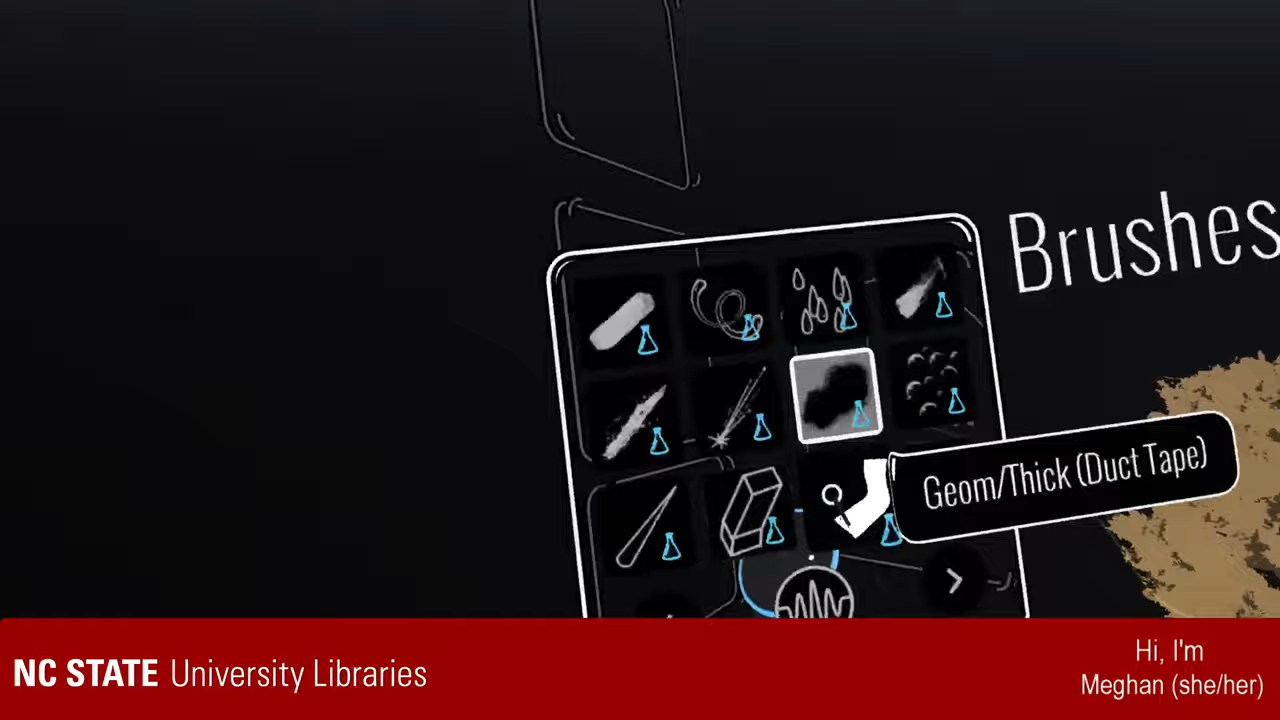 Brushes
Geom/Thick (Duct Tape)
NC STATE University Libraries
Hi, I'm
Meghan (she/her)